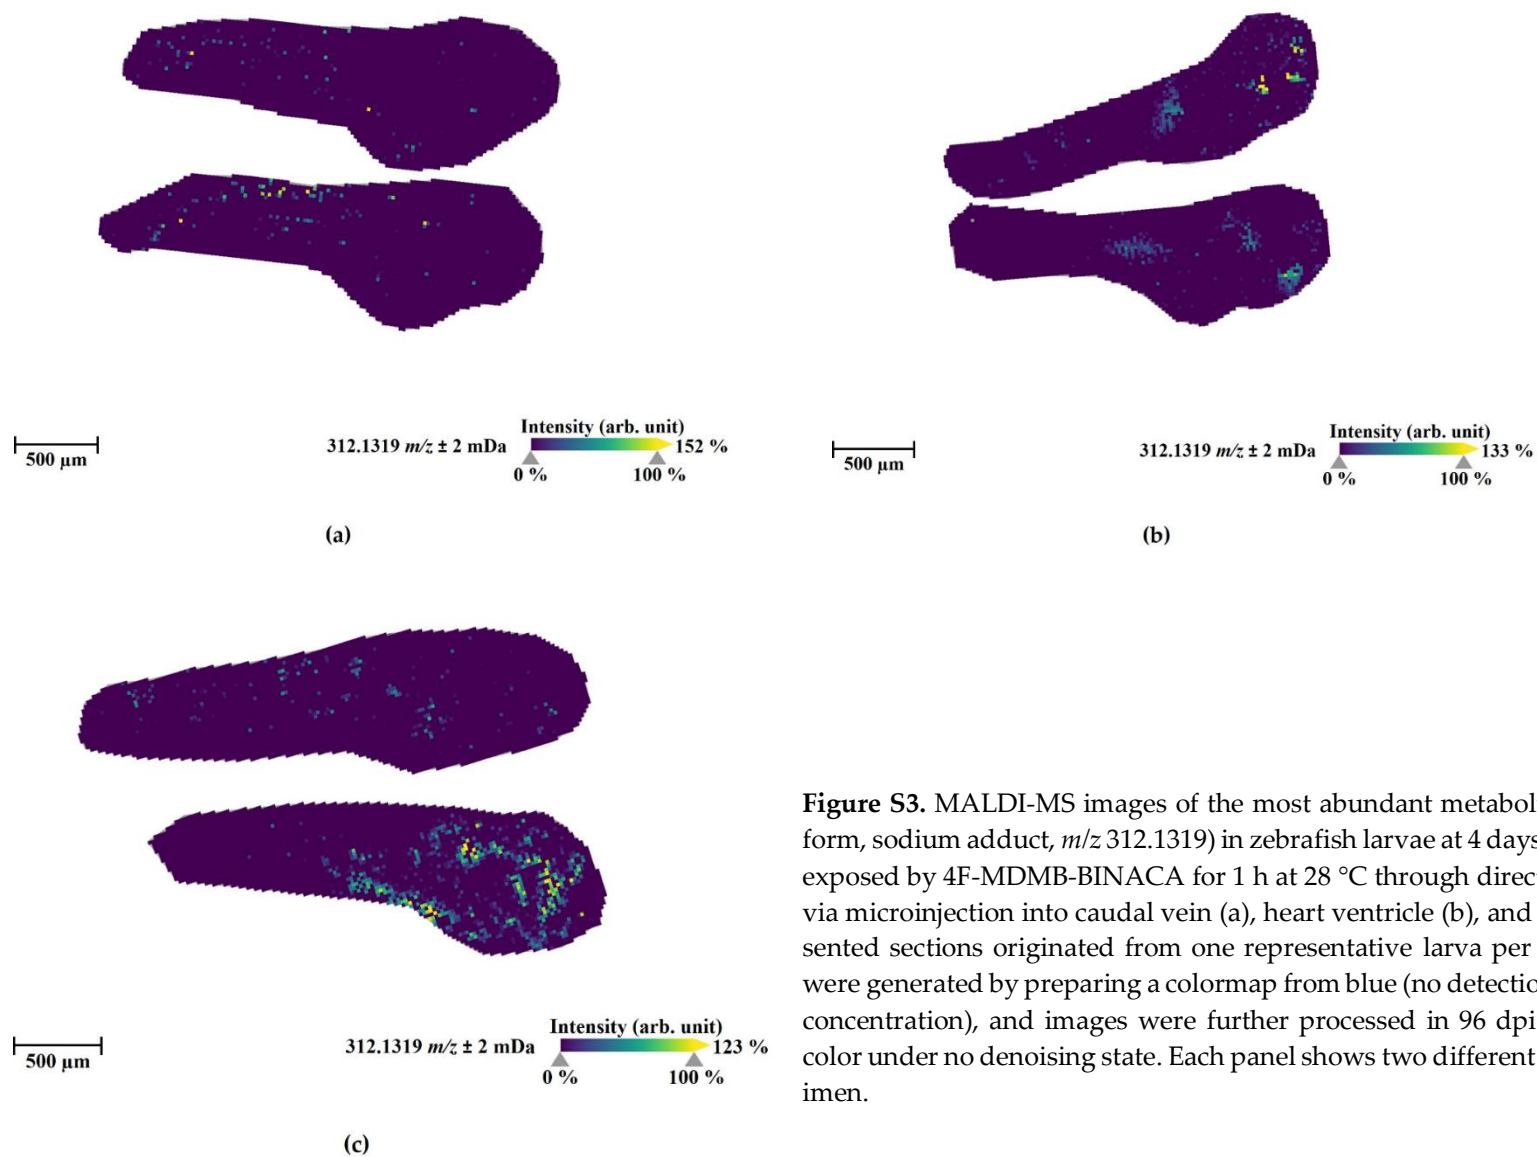 Intensity (arb. unit)
312.1319 m/z ± 2 mDa
152 %
0 %
100 %
500 µm
(a)
Intensity (arb. unit)
312.1319 m/z ± 2 mDa
133 %
0 %
100 %
500 µm
(b)
Intensity (arb. unit)
312.1319 m/z ± 2 mDa
123 %
0 %
100 %
500 µm
(c)
Figure S3. MALDI-MS images of the most abundant metabol
form, sodium adduct, m/z 312.1319) in zebrafish larvae at 4 days
exposed by 4F-MDMB-BINACA for 1 h at 28 °C through direc
via microinjection into caudal vein (a), heart ventricle (b), and
sented sections originated from one representative larva per
were generated by preparing a colormap from blue (no detectio
concentration), and images were further processed in 96 dpi
color under no denoising state. Each panel shows two different
imen.